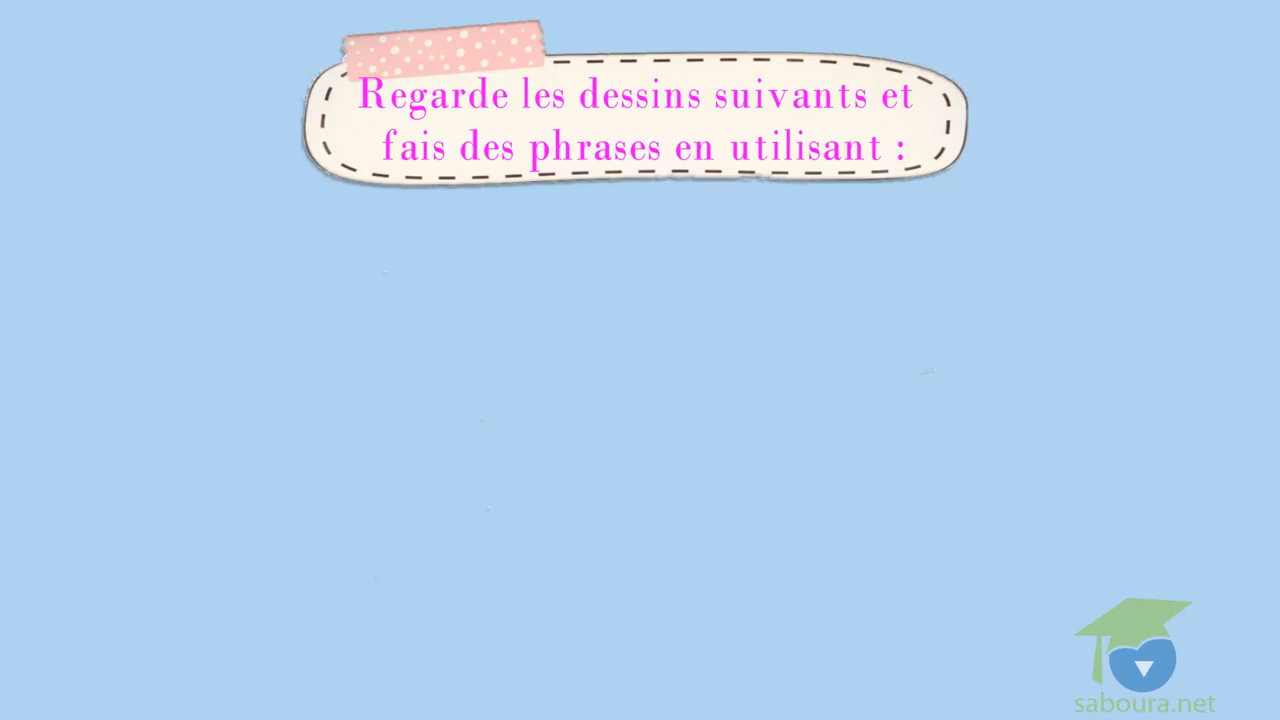 Regarde les dessins suivants et
fais des phrases en utilisant :
saboura.net